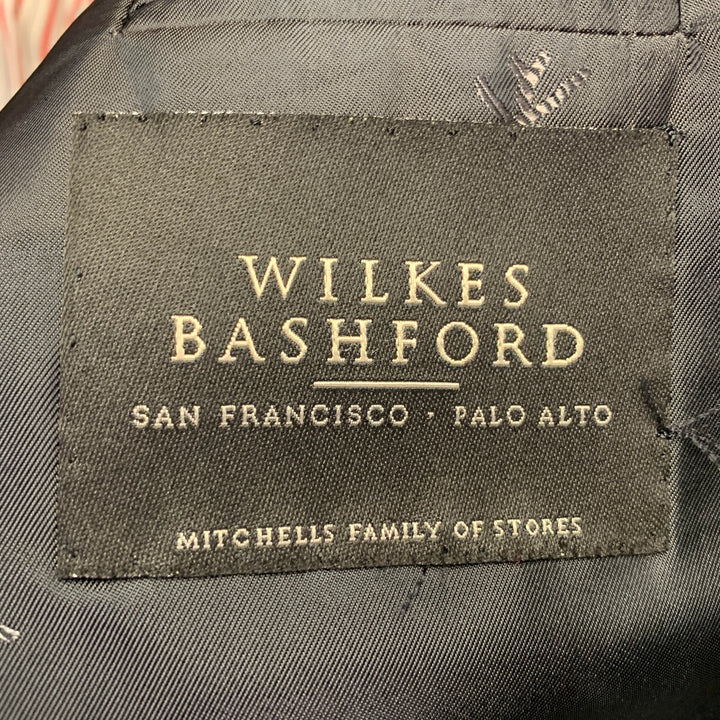 WILKES
BASHFORD
SAN FRANCISCO · PALO ALTO
MITCHELLS FAMILY OF STORES